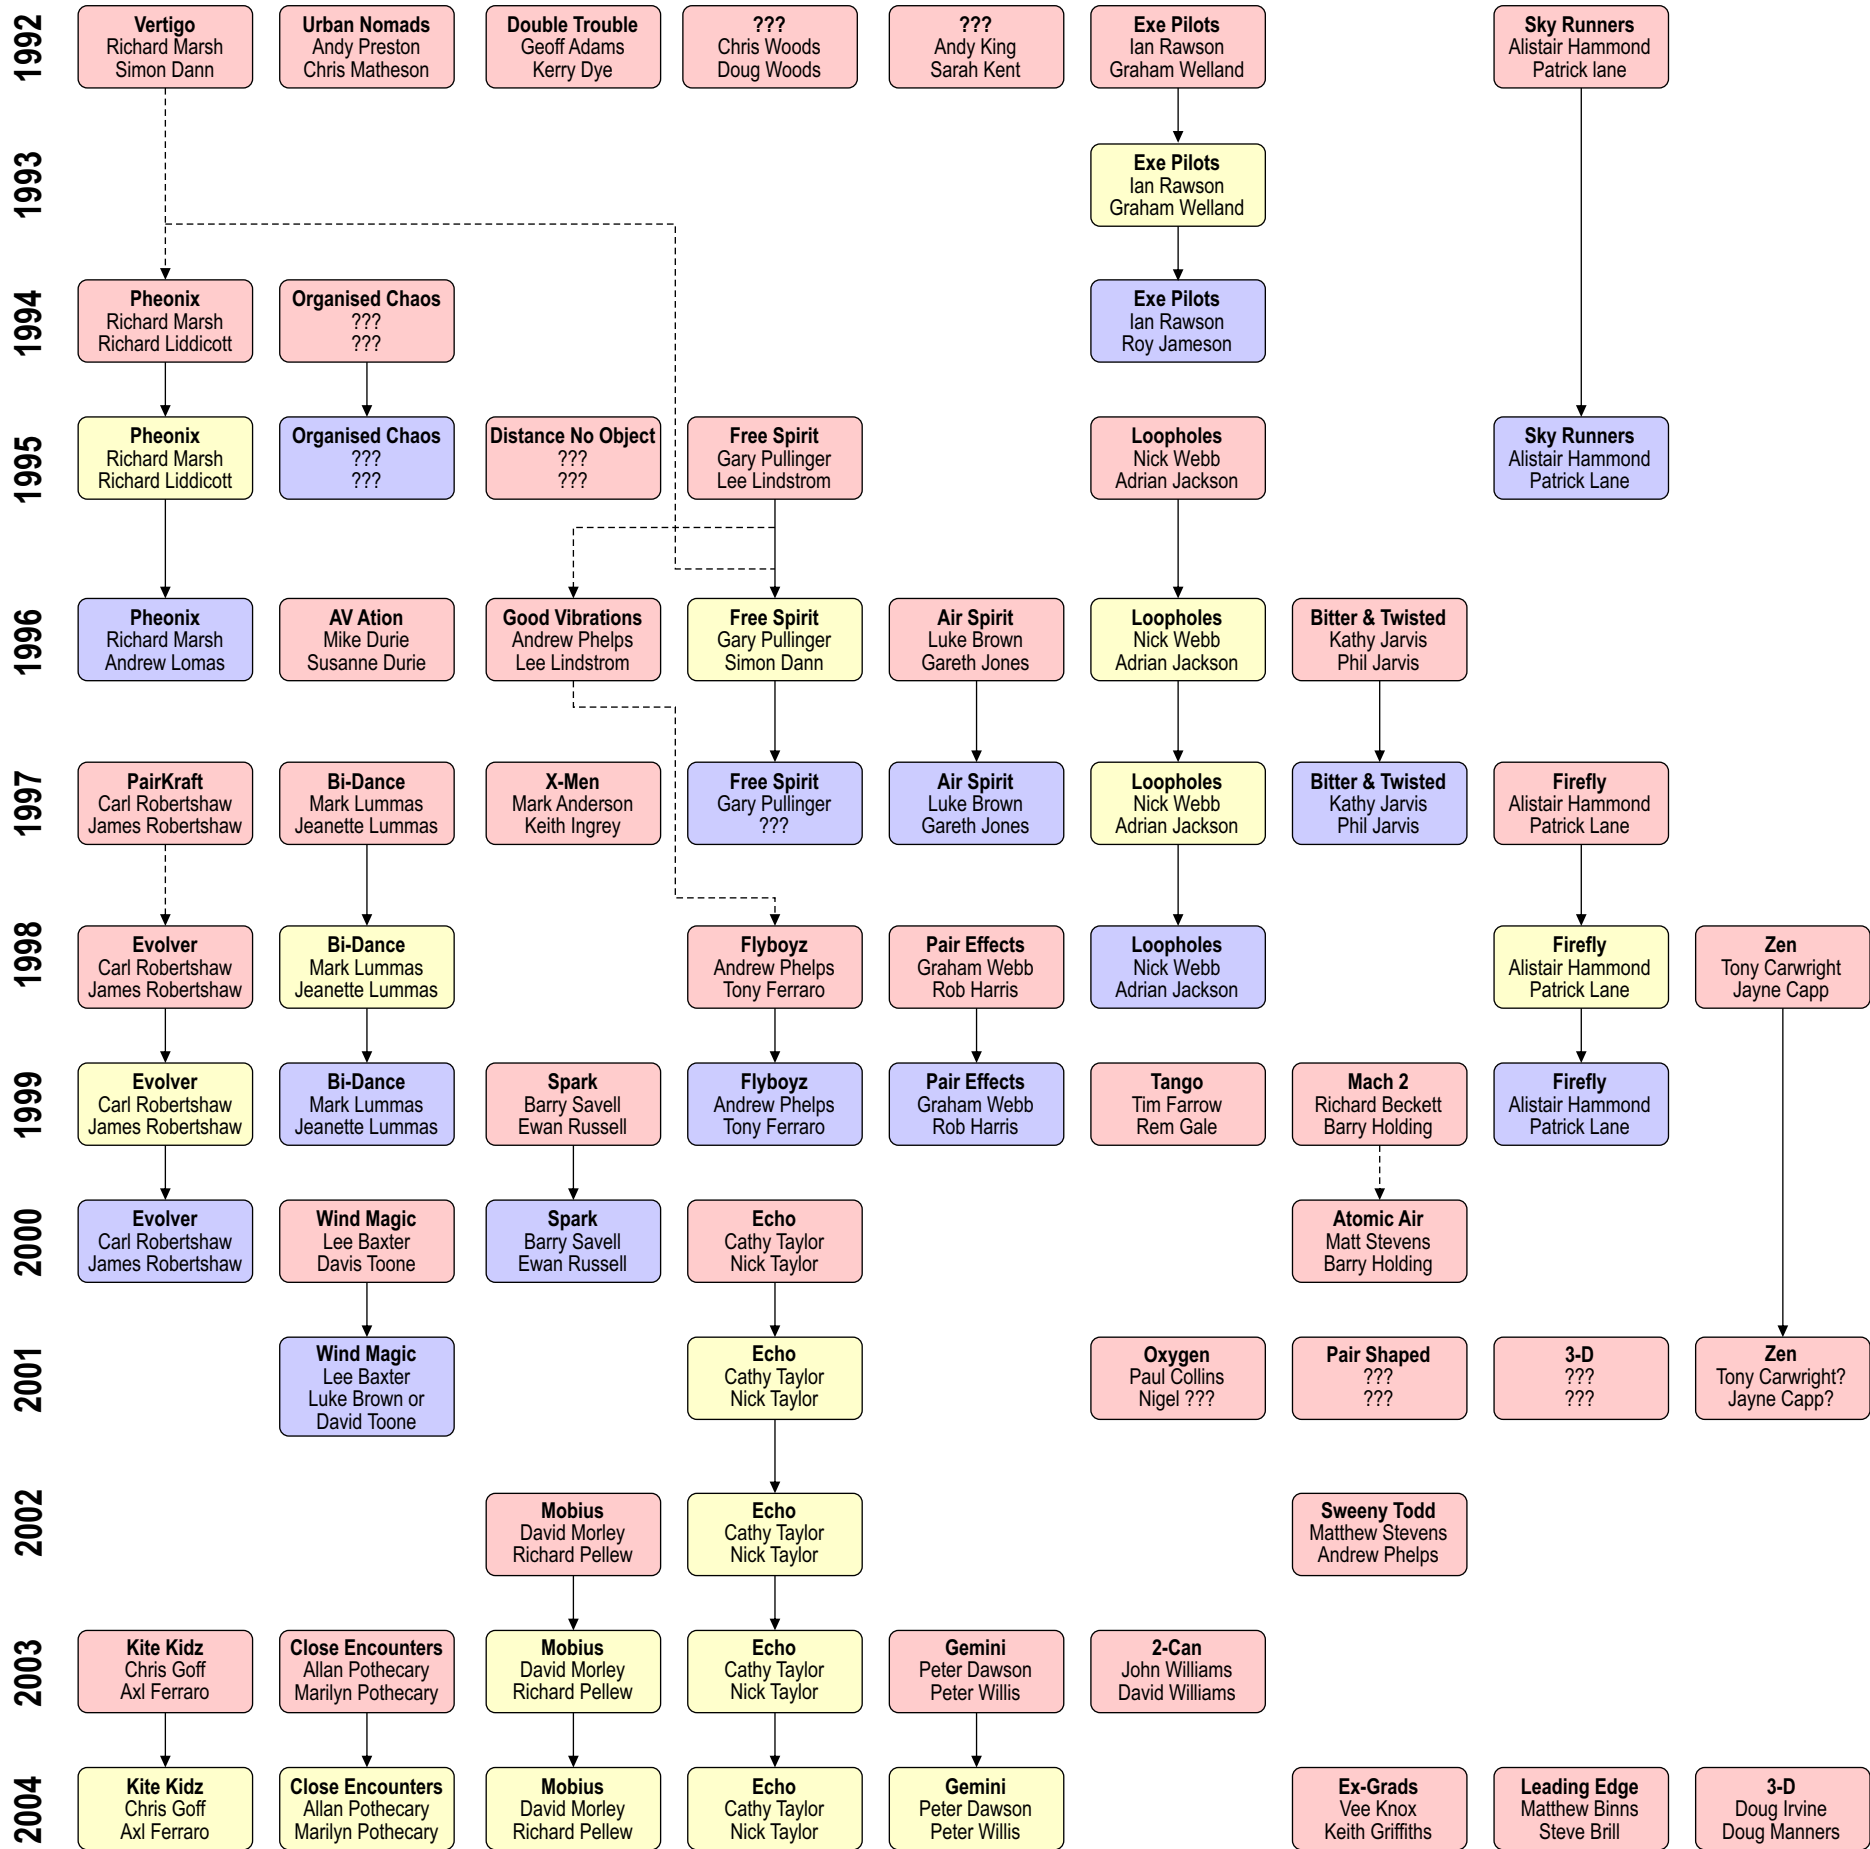 1992
Vertigo
Richard Marsh
Simon Dann
Urban Nomads
Andy Preston
Chris Matheson
Double Trouble
Geoff Adams
Kerry Dye
???
Chris Woods
Doug Woods
???
Andy King
Sarah Kent
Exe Pilots
Ian Rawson
Graham Welland
Sky Runners
Alistair Hammond
Patrick lane
1993
Exe Pilots
Ian Rawson
Graham Welland
1994
Pheonix
Richard Marsh
Richard Liddicott
Organised Chaos
???
???
Exe Pilots
Ian Rawson
Roy Jameson
1995
Pheonix
Richard Marsh
Richard Liddicott
Organised Chaos
???
???
Distance No Object
???
???
Free Spirit
Gary Pullinger
Lee Lindstrom
Loopholes
Nick Webb
Adrian Jackson
Sky Runners
Alistair Hammond
Patrick Lane
1996
Pheonix
Richard Marsh
Andrew Lomas
AV Ation
Mike Durie
Susanne Durie
Good Vibrations
Andrew Phelps
Lee Lindstrom
Free Spirit
Gary Pullinger
Simon Dann
Air Spirit
Luke Brown
Gareth Jones
Loopholes
Nick Webb
Adrian Jackson
Bitter & Twisted
Kathy Jarvis
Phil Jarvis
1997
PairKraft
Carl Robertshaw
James Robertshaw
Bi-Dance
Mark Lummas
Jeanette Lummas
X-Men
Mark Anderson
Keith Ingrey
Free Spirit
Gary Pullinger
???
Air Spirit
Luke Brown
Gareth Jones
Loopholes
Nick Webb
Adrian Jackson
Bitter & Twisted
Kathy Jarvis
Phil Jarvis
Firefly
Alistair Hammond
Patrick Lane
1998
Evolver
Carl Robertshaw
James Robertshaw
Bi-Dance
Mark Lummas
Jeanette Lummas
Flyboyz
Andrew Phelps
Tony Ferraro
Pair Effects
Graham Webb
Rob Harris
Loopholes
Nick Webb
Adrian Jackson
Firefly
Alistair Hammond
Patrick Lane
Zen
Tony Carwright
Jayne Capp
1999
Evolver
Carl Robertshaw
James Robertshaw
Bi-Dance
Mark Lummas
Jeanette Lummas
Spark
Barry Savell
Ewan Russell
Flyboyz
Andrew Phelps
Tony Ferraro
Pair Effects
Graham Webb
Rob Harris
Tango
Tim Farrow
Rem Gale
Mach 2
Richard Beckett
Barry Holding
Firefly
Alistair Hammond
Patrick Lane
2000
Evolver
Carl Robertshaw
James Robertshaw
Wind Magic
Lee Baxter
Davis Toone
Spark
Barry Savell
Ewan Russell
Echo
Cathy Taylor
Nick Taylor
Atomic Air
Matt Stevens
Barry Holding
2001
Wind Magic
Lee Baxter
Luke Brown or
David Toone
Echo
Cathy Taylor
Nick Taylor
Oxygen
Paul Collins
Nigel ???
Pair Shaped
???
???
3-D
???
???
Zen
Tony Carwright?
Jayne Capp?
2002
Mobius
David Morley
Richard Pellew
Echo
Cathy Taylor
Nick Taylor
Sweeny Todd
Matthew Stevens
Andrew Phelps
2003
Kite Kidz
Chris Goff
Axl Ferraro
Close Encounters
Allan Pothecary
Marilyn Pothecary
Mobius
David Morley
Richard Pellew
Echo
Cathy Taylor
Nick Taylor
Gemini
Peter Dawson
Peter Willis
2-Can
John Williams
David Williams
2004
Kite Kidz
Chris Goff
Axl Ferraro
Close Encounters
Allan Pothecary
Marilyn Pothecary
Mobius
David Morley
Richard Pellew
Echo
Cathy Taylor
Nick Taylor
Gemini
Peter Dawson
Peter Willis
Ex-Grads
Vee Knox
Keith Griffiths
Leading Edge
Matthew Binns
Steve Brill
3-D
Doug Irvine
Doug Manners